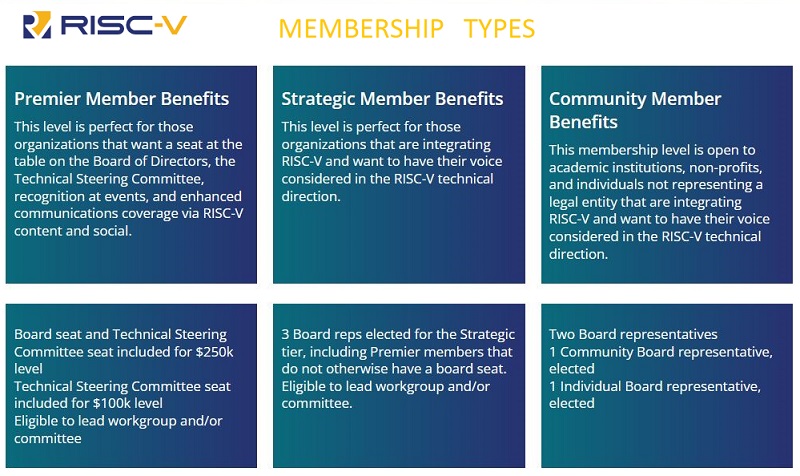 RISC-V
MEMBERSHIP TYPES
Premier Member Benefits
This level is perfect for those
organizations that want a seat at the
table on the Board of Directors, the
Technical Steering Committee,
recognition at events, and enhanced
communications coverage via RISC-V
content and social.
Strategic Member Benefits
This level is perfect for those
organizations that are integrating
RISC-V and want to have their voice
considered in the RISC-V technical
direction.
Community Member
Benefits
This membership level is open to
academic institutions, non-profits,
and individuals not representing a
legal entity that are integrating
RISC-V and want to have their voice
considered in the RISC-V technical
direction.
Board seat and Technical Steering
Committee seat included for $250k
level
Technical Steering Committee seat
included for $100k level
Eligible to lead workgroup and/or
committee
3 Board reps elected for the Strategic
tier, including Premier members that
do not otherwise have a board seat.
Eligible to lead workgroup and/or
committee.
Two Board representatives
1 Community Board representative,
elected
1 Individual Board representative,
elected